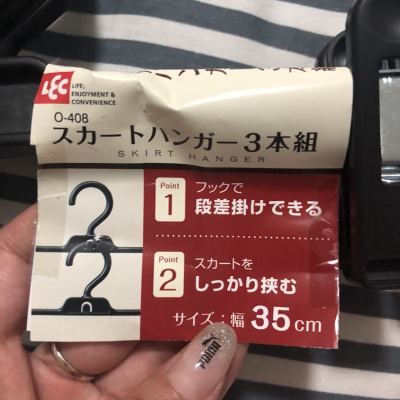 LEC
LIFE,
ENJOYMENT &
CONVENIENCE
O-408
スカートハンガー3本組
SKIRT HANGER
Point
1
フックで
段差掛けできる
Point
2
スカートを
しっかり挟む
サイズ:幅 35cm
PUMA